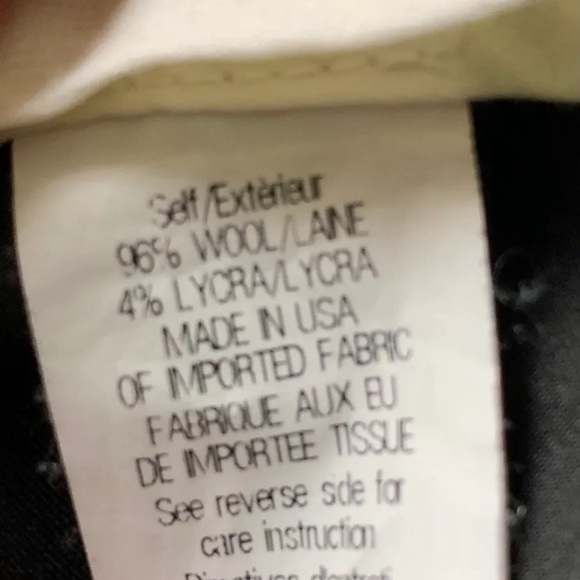 Self/Extérieur
96% WOOL/LAINE
4% LYCRA/LYCRA
MADE IN USA
OF IMPORTED FABRIC
FABRIQUE AUX EU
DE IMPORTEE TISSUE
See reverse side for
care instruction